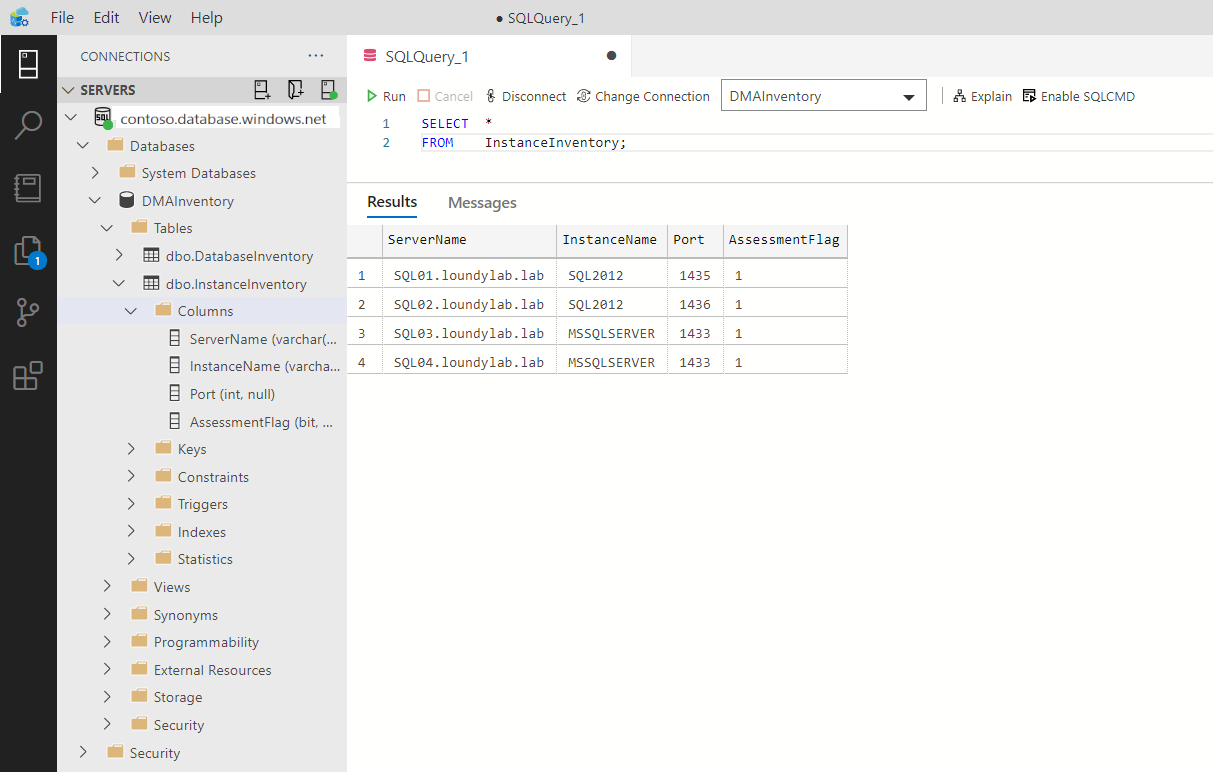 File Edit View Help
● SQLQuery_1
CONNECTIONS ...
SERVERS
contoso.database.windows.net
Databases
System Databases
DMAInventory
Tables
dbo.DatabaseInventory
dbo.InstanceInventory
Columns
ServerName (varchar(...
InstanceName (varcha...
Port (int, null)
AssessmentFlag (bit, ...
Keys
Constraints
Triggers
Indexes
Statistics
Views
Synonyms
Programmability
External Resources
Storage
Security
Security
1
SQLQuery_1 ●
Run Cancel Disconnect Change Connection DMAInventory Explain Enable SQLCMD
1 SELECT *
2 FROM InstanceInventory;
Results Messages
ServerName InstanceName Port AssessmentFlag
1 SQL01.loundylab.lab SQL2012 1435 1
2 SQL02.loundylab.lab SQL2012 1436 1
3 SQL03.loundylab.lab MSSQLSERVER 1433 1
4 SQL04.loundylab.lab MSSQLSERVER 1433 1